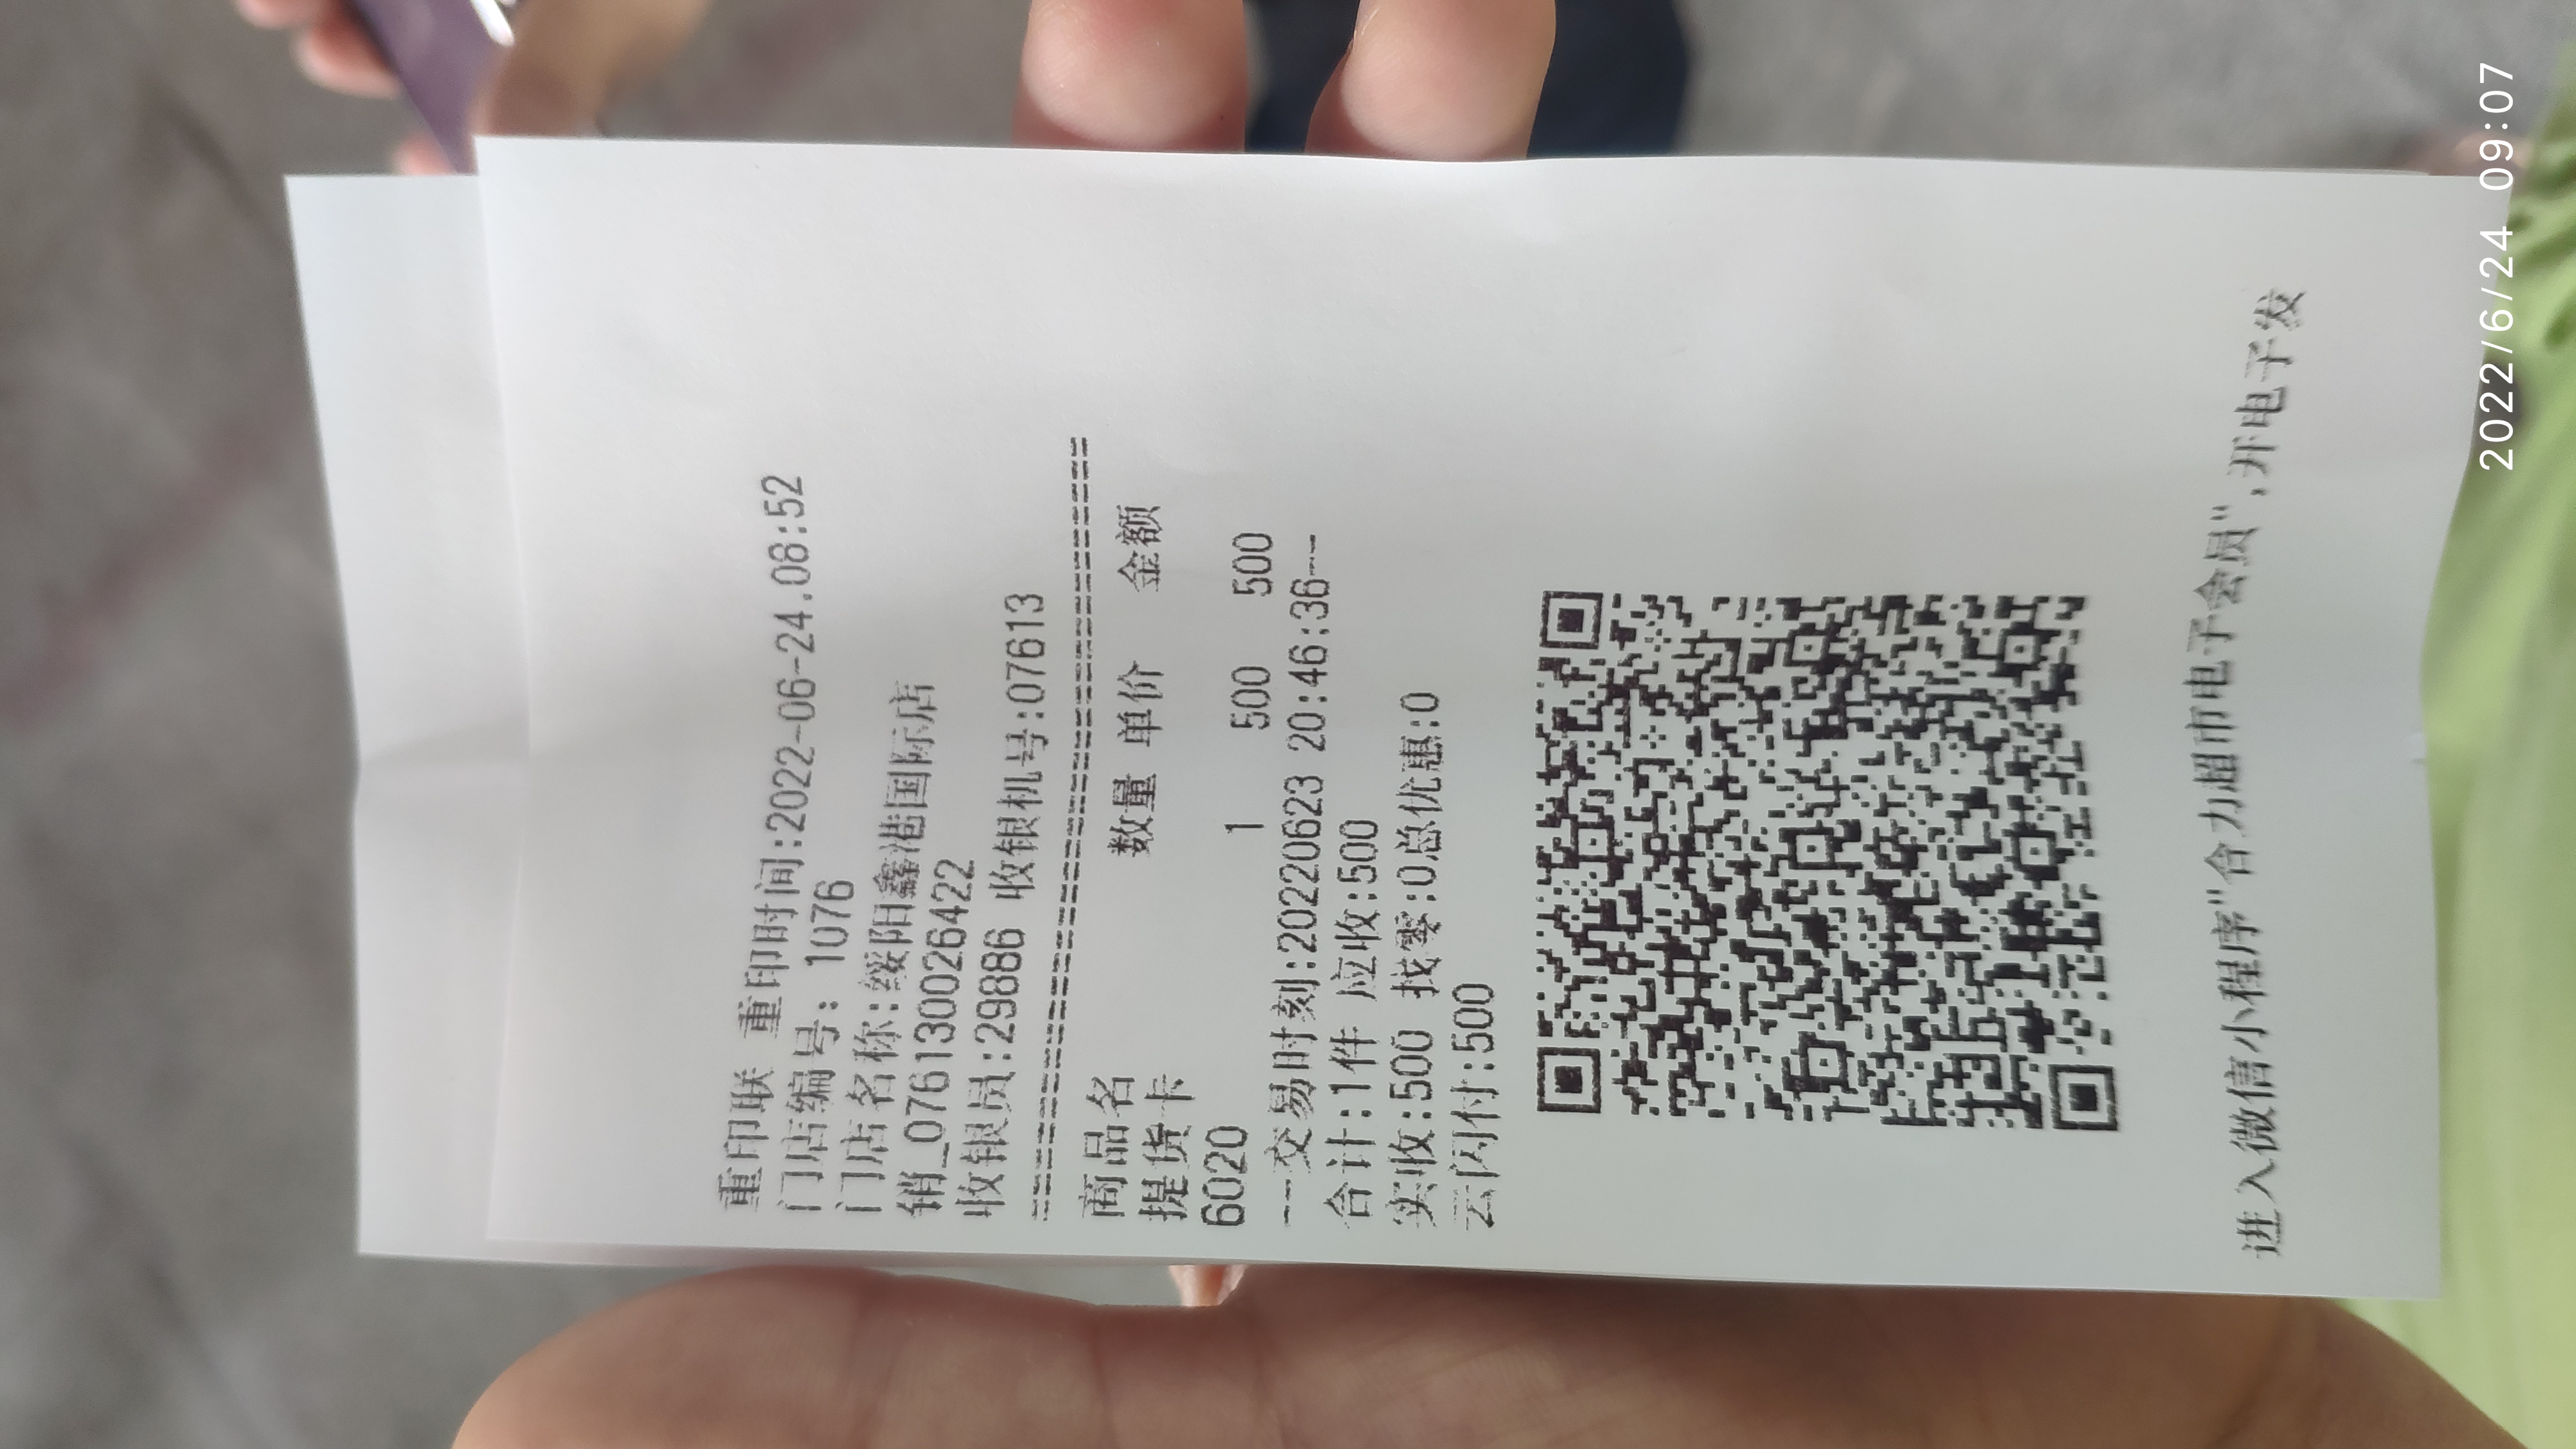 重印联 重印时间:2022-06-24.08:52
门店编号: 1076
门店名称:绥阳鑫港国际店
销_076130026422
收银员:29886 收银机号:07613
商品名 数量 单价 金额
提货卡
6020 1 500 500
--交易时刻:20220623 20:46:36--
合计:1件 应收:500
实收:500 找零:0总优惠:0
云闪付:500
进入微信小程序"合力超市电子会员",开电子发
2022/6/24 09:07